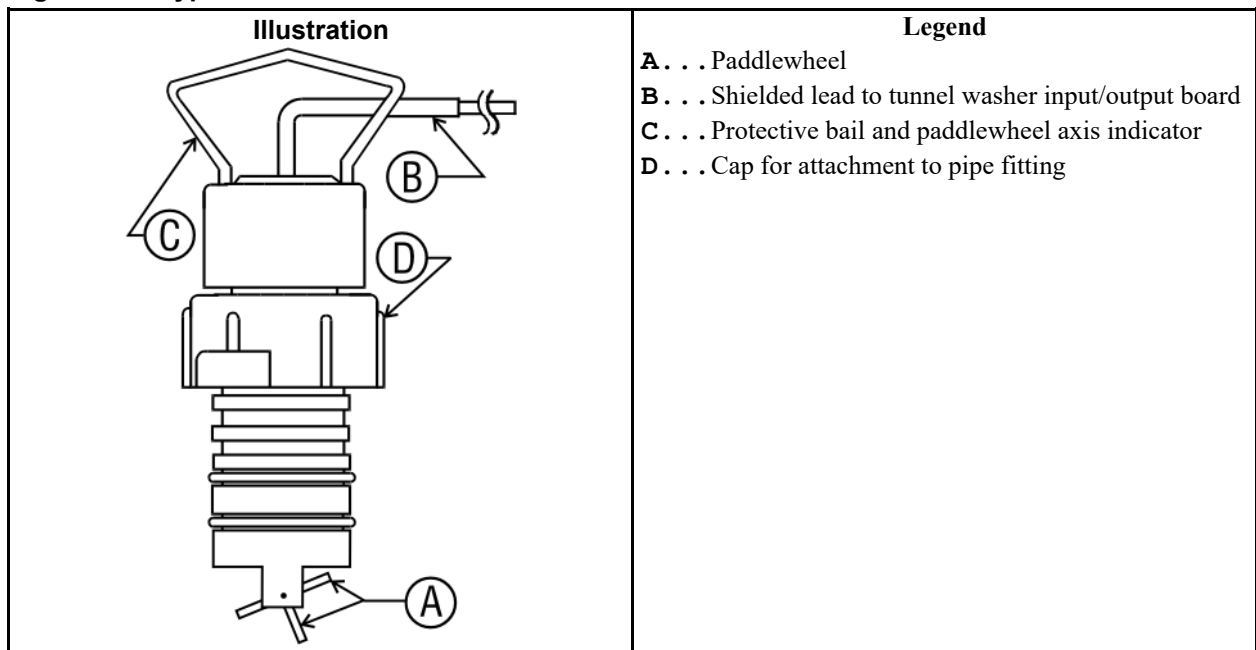 Illustration
Legend
A...Paddlewheel
B...Shielded lead to tunnel washer input/output board
C...Protective bail and paddlewheel axis indicator
D...Cap for attachment to pipe fitting
B
C
D
A